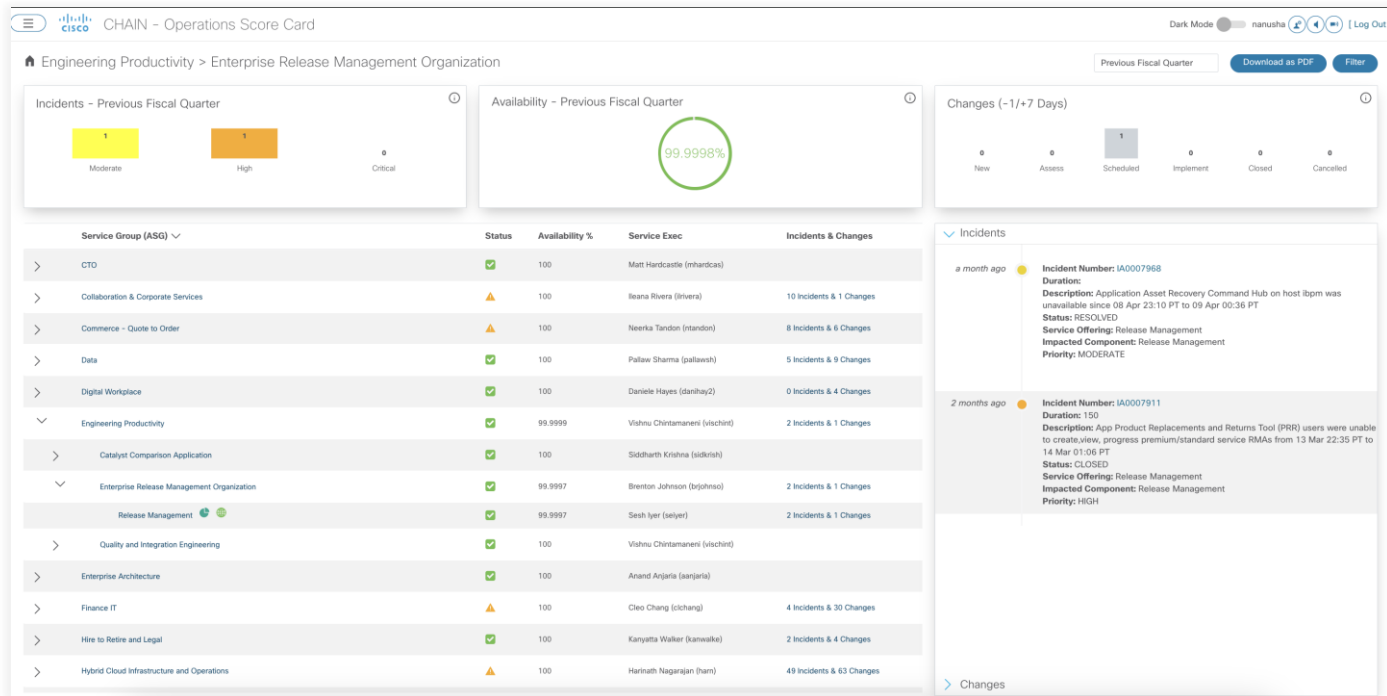 cisco CHAIN - Operations Score Card
Dark Mode nanusha [ Log Out
Engineering Productivity > Enterprise Release Management Organization
Previous Fiscal Quarter Download as PDF Filter
Incidents - Previous Fiscal Quarter
1 1 0
Moderate High Critical
Availability - Previous Fiscal Quarter
99.9998%
Changes (-1/+7 Days)
0 0 1 0 0 0
New Assess Scheduled Implement Closed Cancelled
Service Group (ASG) Status Availability % Service Exec Incidents & Changes
CTO 100 Matt Hardcastle (mhardcas)
Collaboration & Corporate Services 100 Ileana Rivera (ilrivera) 10 Incidents & 1 Changes
Commerce - Quote to Order 100 Neerka Tandon (ntandon) 8 Incidents & 6 Changes
Data 100 Pallaw Sharma (pallawsh) 5 Incidents & 9 Changes
Digital Workplace 100 Daniele Hayes (danihay2) 0 Incidents & 4 Changes
Engineering Productivity 99.9999 Vishnu Chintamaneni (vischint) 2 Incidents & 1 Changes
Catalyst Comparison Application 100 Siddharth Krishna (sidkrish)
Enterprise Release Management Organization 99.9997 Brenton Johnson (brjohnso) 2 Incidents & 1 Changes
Release Management 99.9997 Sesh Iyer (seiyer) 2 Incidents & 1 Changes
Quality and Integration Engineering 100 Vishnu Chintamaneni (vischint)
Enterprise Architecture 100 Anand Anjaria (aanjaria)
Finance IT 100 Cleo Chang (clchang) 4 Incidents & 30 Changes
Hire to Retire and Legal 100 Kanyatta Walker (kanwalke) 2 Incidents & 4 Changes
Hybrid Cloud Infrastructure and Operations 100 Harinath Nagarajan (harn) 49 Incidents & 63 Changes
Incidents
a month ago Incident Number: IA0007968
Duration:
Description: Application Asset Recovery Command Hub on host ibpm was
unavailable since 08 Apr 23:10 PT to 09 Apr 00:36 PT
Status: RESOLVED
Service Offering: Release Management
Impacted Component: Release Management
Priority: MODERATE
2 months ago Incident Number: IA0007911
Duration: 150
Description: App Product Replacements and Returns Tool (PRR) users were unable
to create,view, progress premium/standard service RMAs from 13 Mar 22:35 PT to
14 Mar 01:06 PT
Status: CLOSED
Service Offering: Release Management
Impacted Component: Release Management
Priority: HIGH
Changes